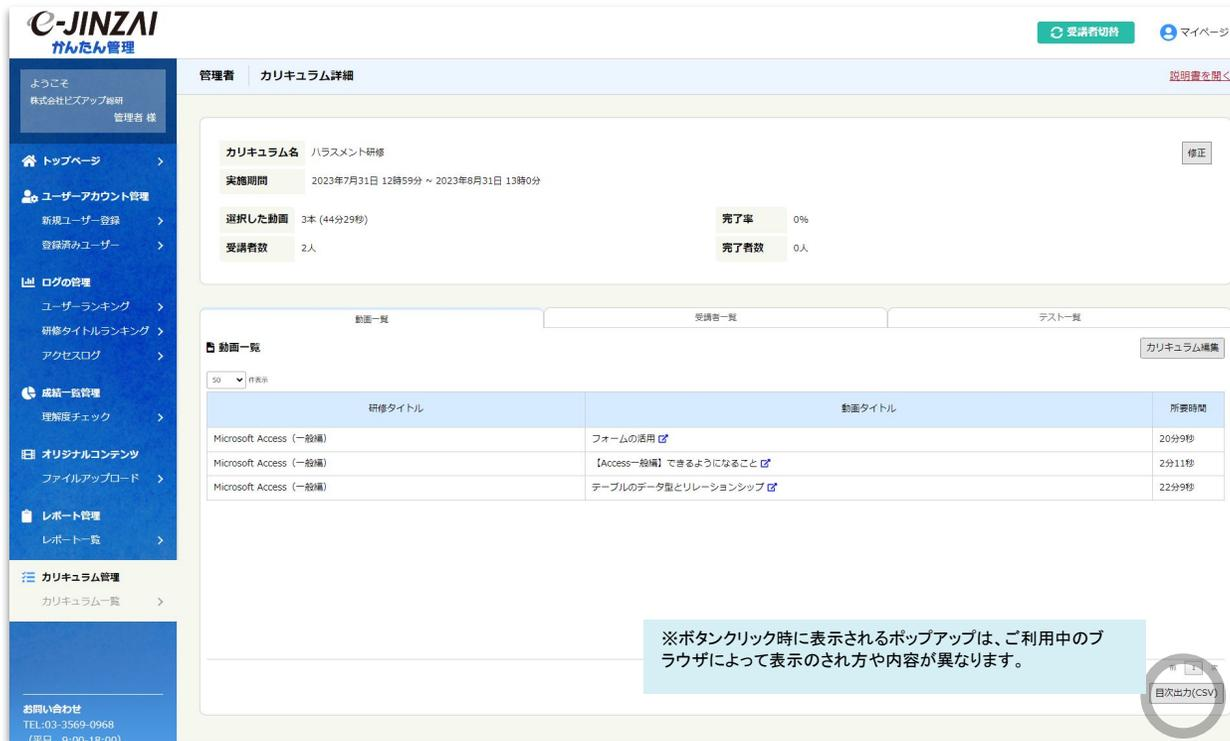 e-JINZAI
かんたん管理
受講者切替
マイページ
ようこそ
株式会社ビズアップ総研
管理者 様
管理者 カリキュラム詳細
説明書を開く
トップページ
ユーザーアカウント管理
新規ユーザー登録
登録済みユーザー
ログの管理
ユーザーランキング
研修タイトルランキング
アクセスログ
成績一覧管理
理解度チェック
オリジナルコンテンツ
ファイルアップロード
レポート管理
レポート一覧
カリキュラム管理
カリキュラム一覧
お問い合わせ
TEL:03-3569-0968
(平日 9:00-18:00)
カリキュラム名 ハラスメント研修
修正
実施期間 2023年7月31日 12時59分 ~ 2023年8月31日 13時0分
選択した動画 3本 (44分29秒) 完了率 0%
受講者数 2人 完了者数 0人
動画一覧 受講者一覧 テスト一覧
動画一覧
カリキュラム編集
50 件表示
研修タイトル 動画タイトル 所要時間
Microsoft Access（一般編） フォームの活用 20分9秒
Microsoft Access（一般編） 【Access一般編】できるようになること 2分11秒
Microsoft Access（一般編） テーブルのデータ型とリレーションシップ 22分9秒
※ボタンクリック時に表示されるポップアップは、ご利用中のブ
ラウザによって表示のされ方や内容が異なります。
前 1 次
目次出力(CSV)